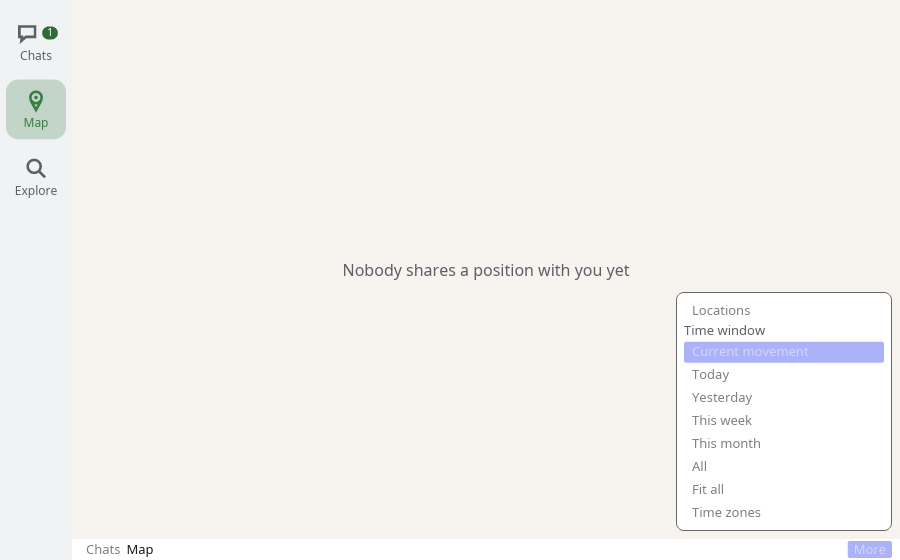 1
Chats
Map
Explore
Nobody shares a position with you yet
Locations
Time window
Current movement
Today
Yesterday
This week
This month
All
Fit all
Time zones
Chats Map
More